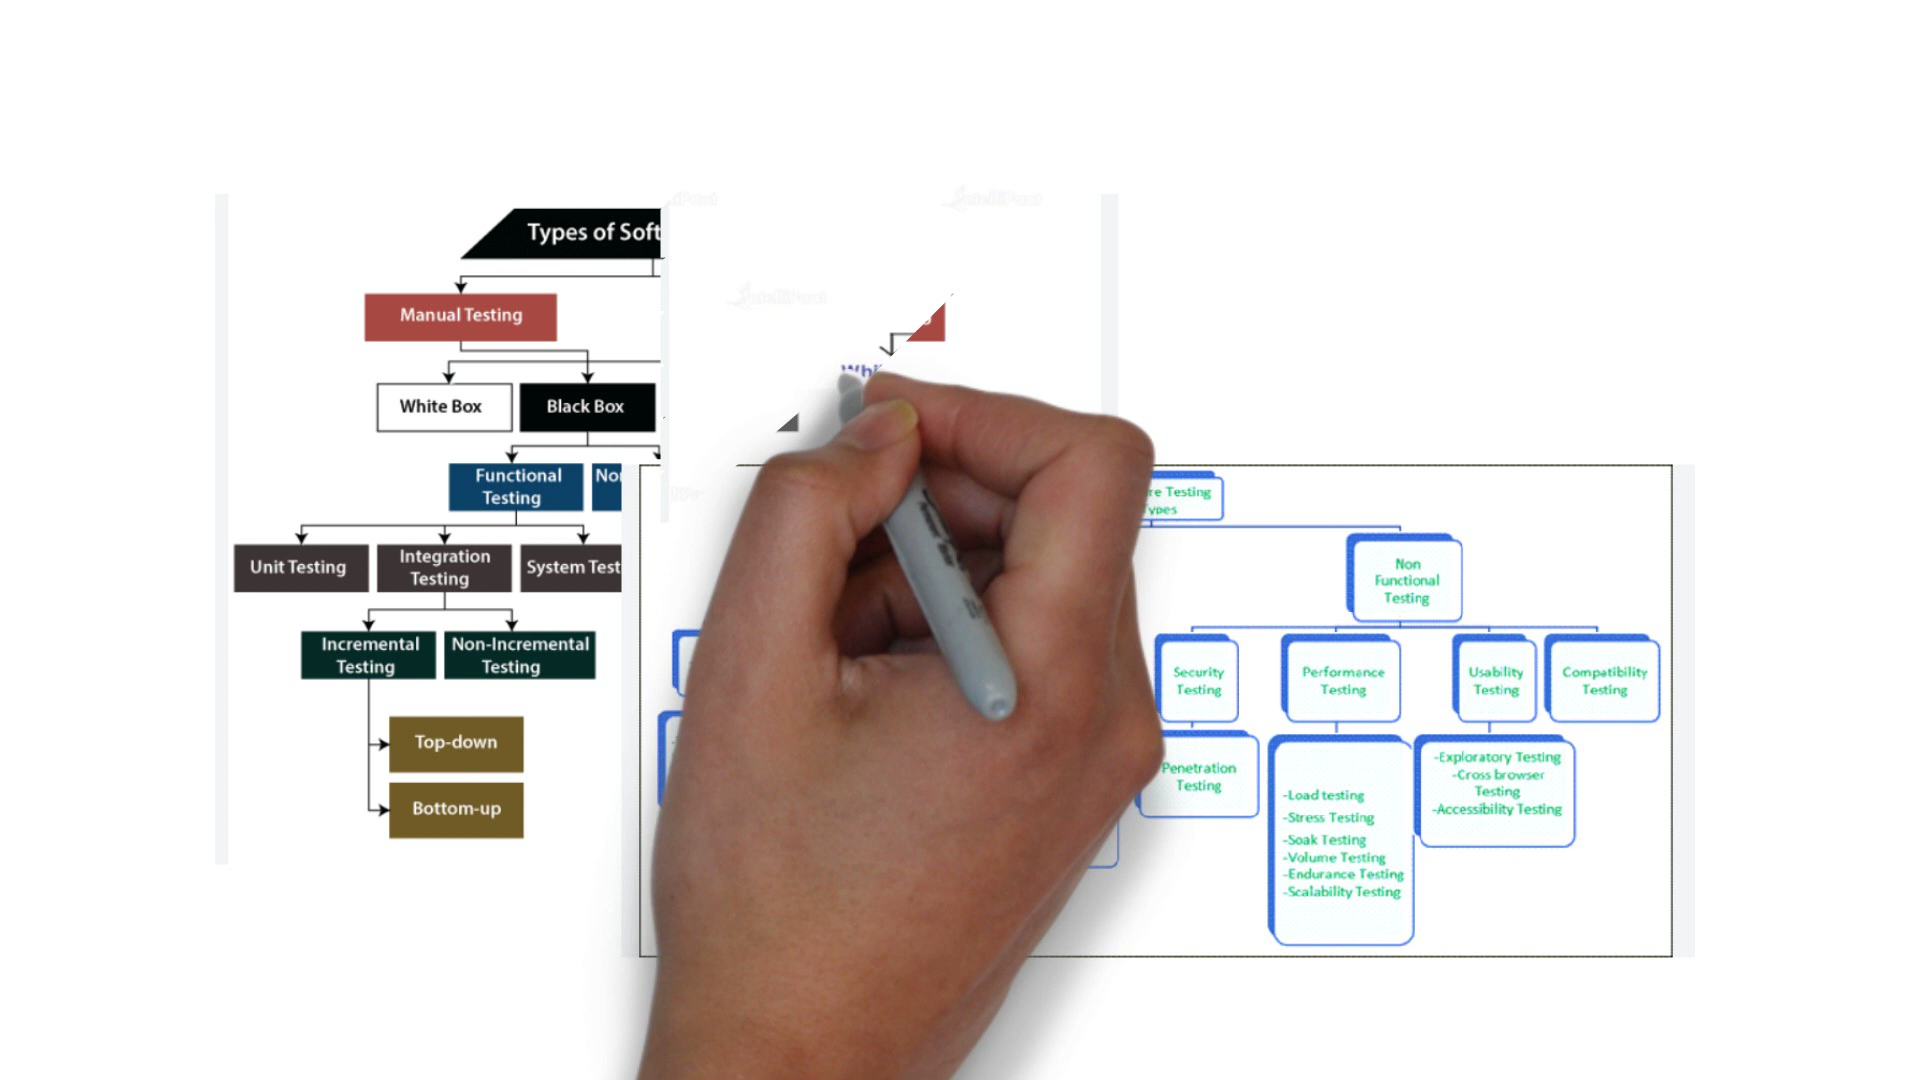 Types of Soft
Manual Testing
White Box
Black Box
Functional
Testing
Unit Testing
Integration
Testing
System Test
Incremental
Testing
Non-Incremental
Testing
Top-down
Bottom-up
re Testing
ypes
Non
Functional
Testing
Security
Testing
Performance
Testing
Usability
Testing
Compatibility
Testing
Penetration
Testing
-Load testing
-Stress Testing
-Soak Testing
-Volume Testing
-Endurance Testing
-Scalability Testing
-Exploratory Testing
-Cross browser
Testing
-Accessibility Testing